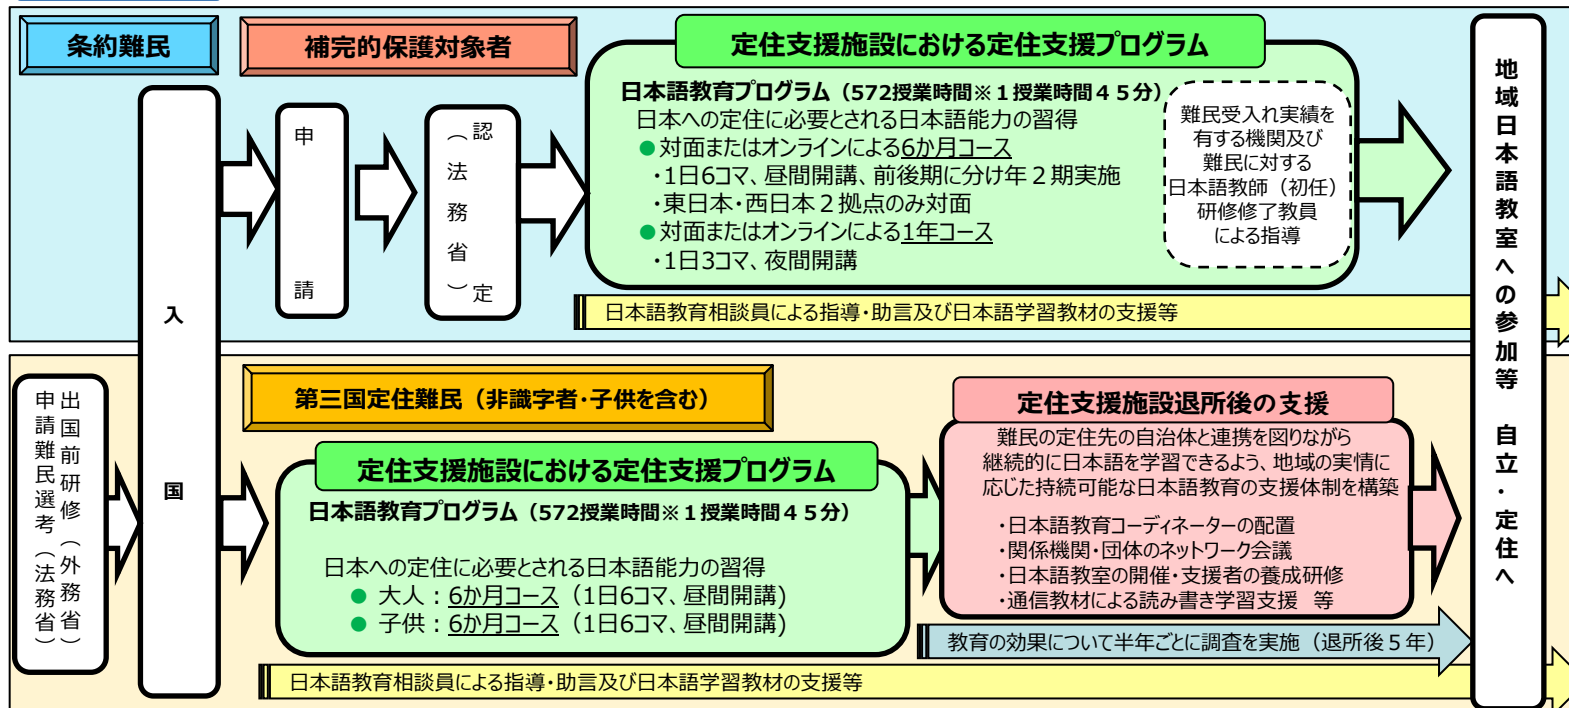 条約難民
補完的保護対象者
入国
申請
認定
（法務省）
定住支援施設における定住支援プログラム
日本語教育プログラム（572授業時間※１授業時間４５分）
日本への定住に必要とされる日本語能力の習得
●対面またはオンラインによる6か月コース
・1日6コマ、昼間開講、前後期に分け年２期実施
・東日本・西日本２拠点のみ対面
●対面またはオンラインによる1年コース
・1日3コマ、夜間開講
難民受入れ実績を
有する機関及び
難民に対する
日本語教師（初任）
研修修了教員
による指導
日本語教育相談員による指導・助言及び日本語学習教材の支援等
地域日本語教室への参加等　自立・定住へ
出国前研修（外務省）
申請難民選考（法務省）
第三国定住難民（非識字者・子供を含む）
定住支援施設における定住支援プログラム
日本語教育プログラム（572授業時間※１授業時間４５分）
日本への定住に必要とされる日本語能力の習得
● 大人：6か月コース（1日6コマ、昼間開講）
● 子供：6か月コース（1日6コマ、昼間開講）
定住支援施設退所後の支援
難民の定住先の自治体と連携を図りながら
継続的に日本語を学習できるよう、地域の実情に
応じた持続可能な日本語教育の支援体制を構築
・日本語教育コーディネーターの配置
・関係機関・団体のネットワーク会議
・日本語教室の開催・支援者の養成研修
・通信教材による読み書き学習支援　等
教育の効果について半年ごとに調査を実施（退所後５年）
日本語教育相談員による指導・助言及び日本語学習教材の支援等